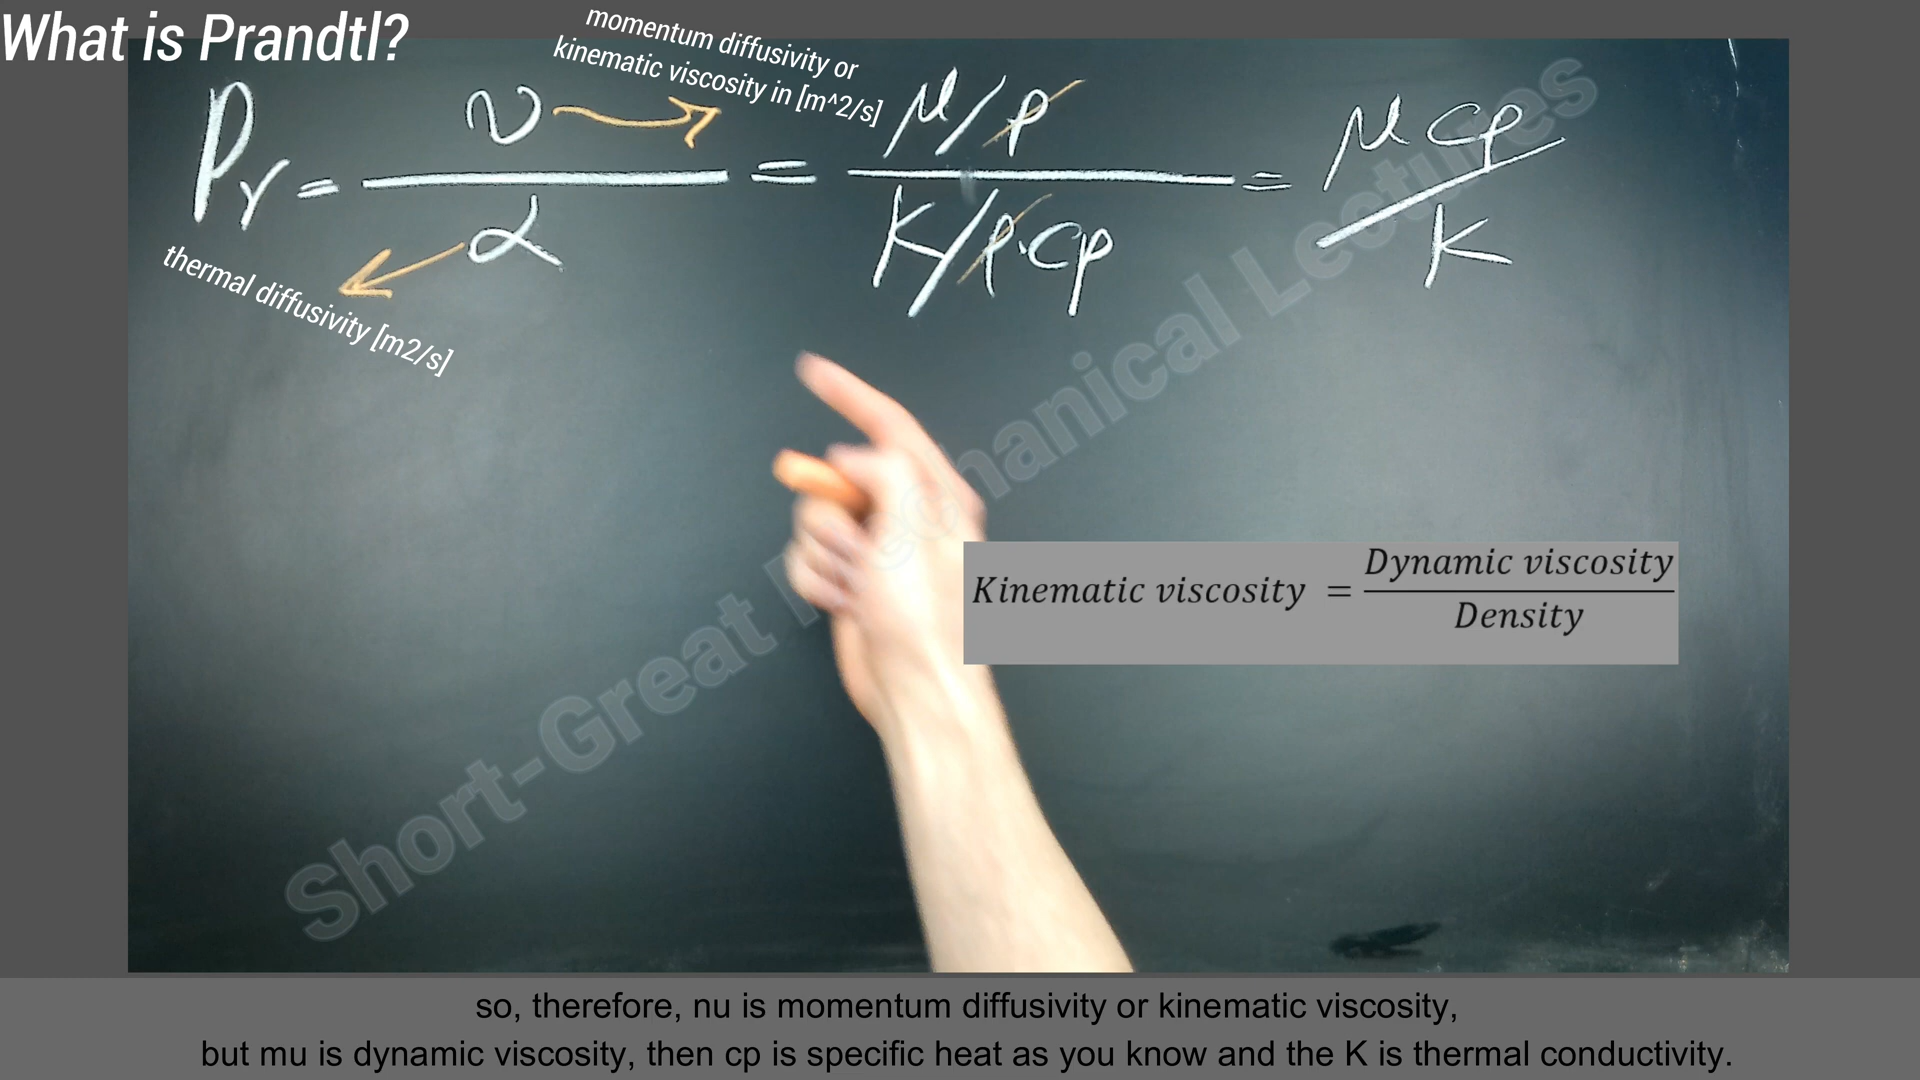 What is Prandtl?
momentum diffusivity or
kinematic viscosity in [m^2/s]
Pr = ν / α = μ/ρ / k/ρ·Cp = μ Cp / k
thermal diffusivity [m2/s]
Kinematic viscosity = Dynamic viscosity / Density
Short-Great Mechanical Lectures
so, therefore, nu is momentum diffusivity or kinematic viscosity,
but mu is dynamic viscosity, then cp is specific heat as you know and the K is thermal conductivity.